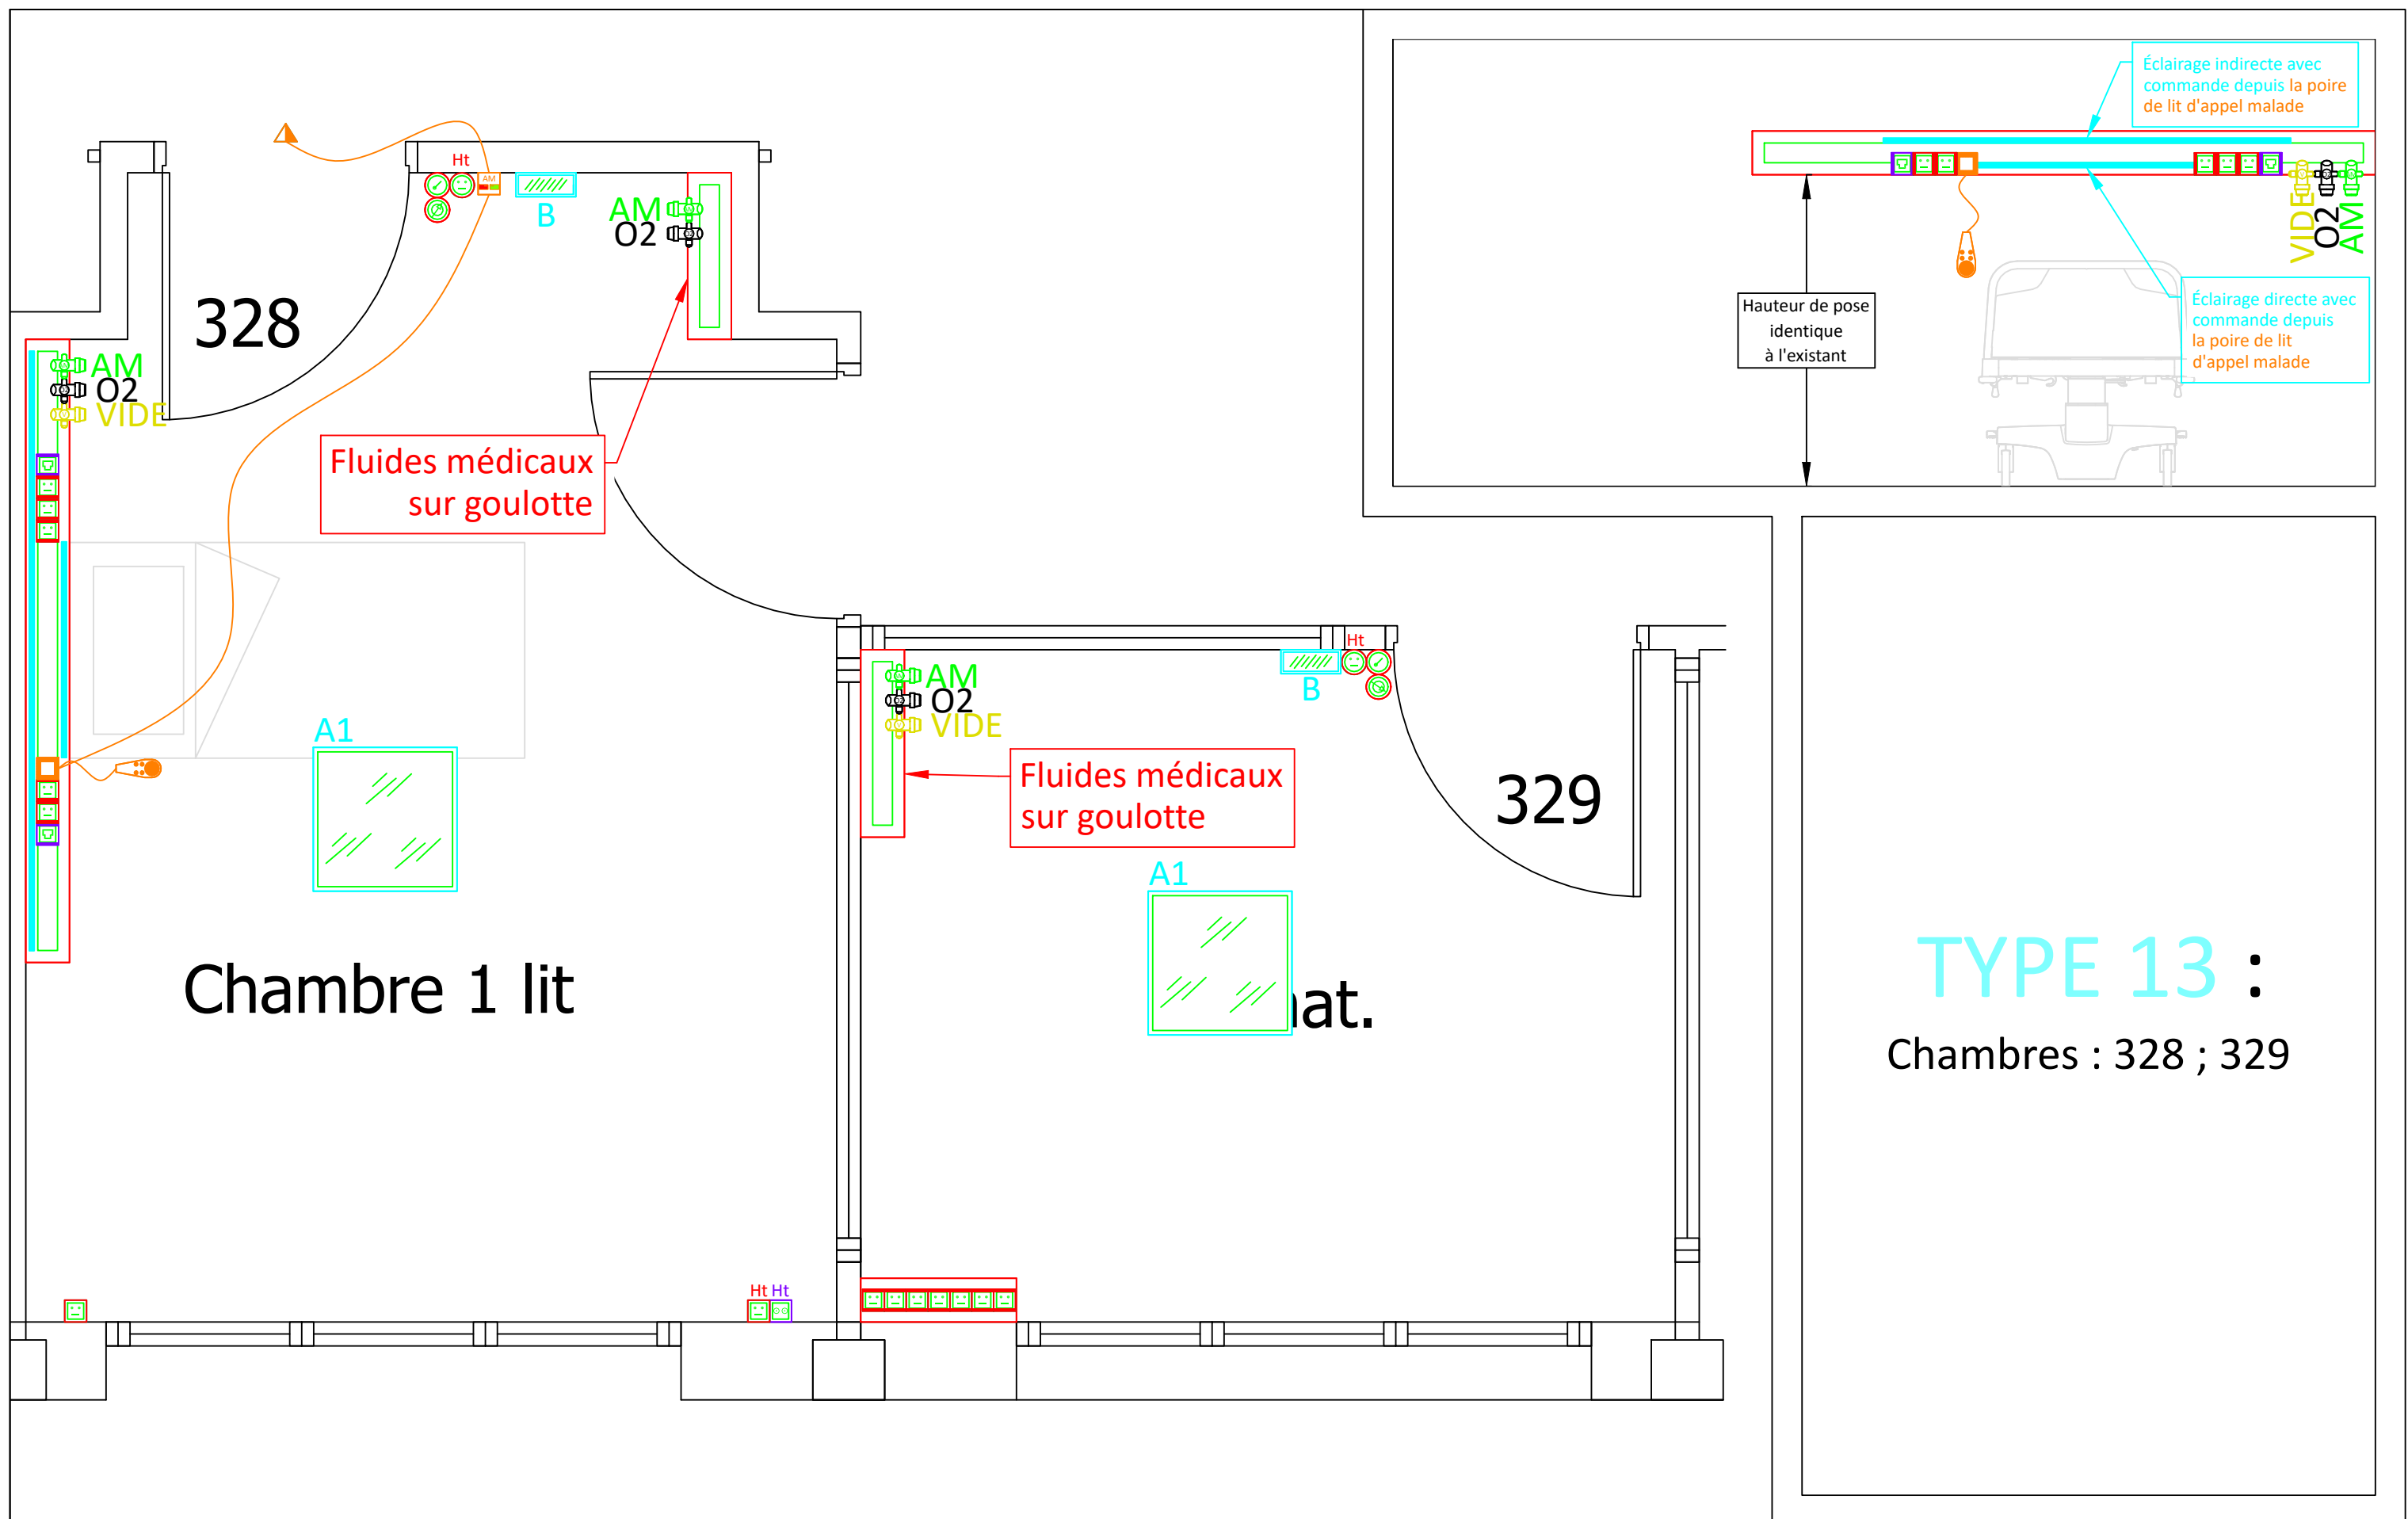 Éclairage indirecte avec
commande depuis la poire
de lit d'appel malade
Ht
AM
B
AM
O2
VIDE
O2
AM
328
Hauteur de pose
identique
à l'existant
Éclairage directe avec
commande depuis
la poire de lit
d'appel malade
AM
O2
VIDE
Fluides médicaux
sur goulotte
Ht
AM
O2
VIDE
B
A1
Fluides médicaux
sur goulotte
329
A1
Chambre 1 lit
TYPE 13 :
Chambres : 328 ; 329
Ht Ht